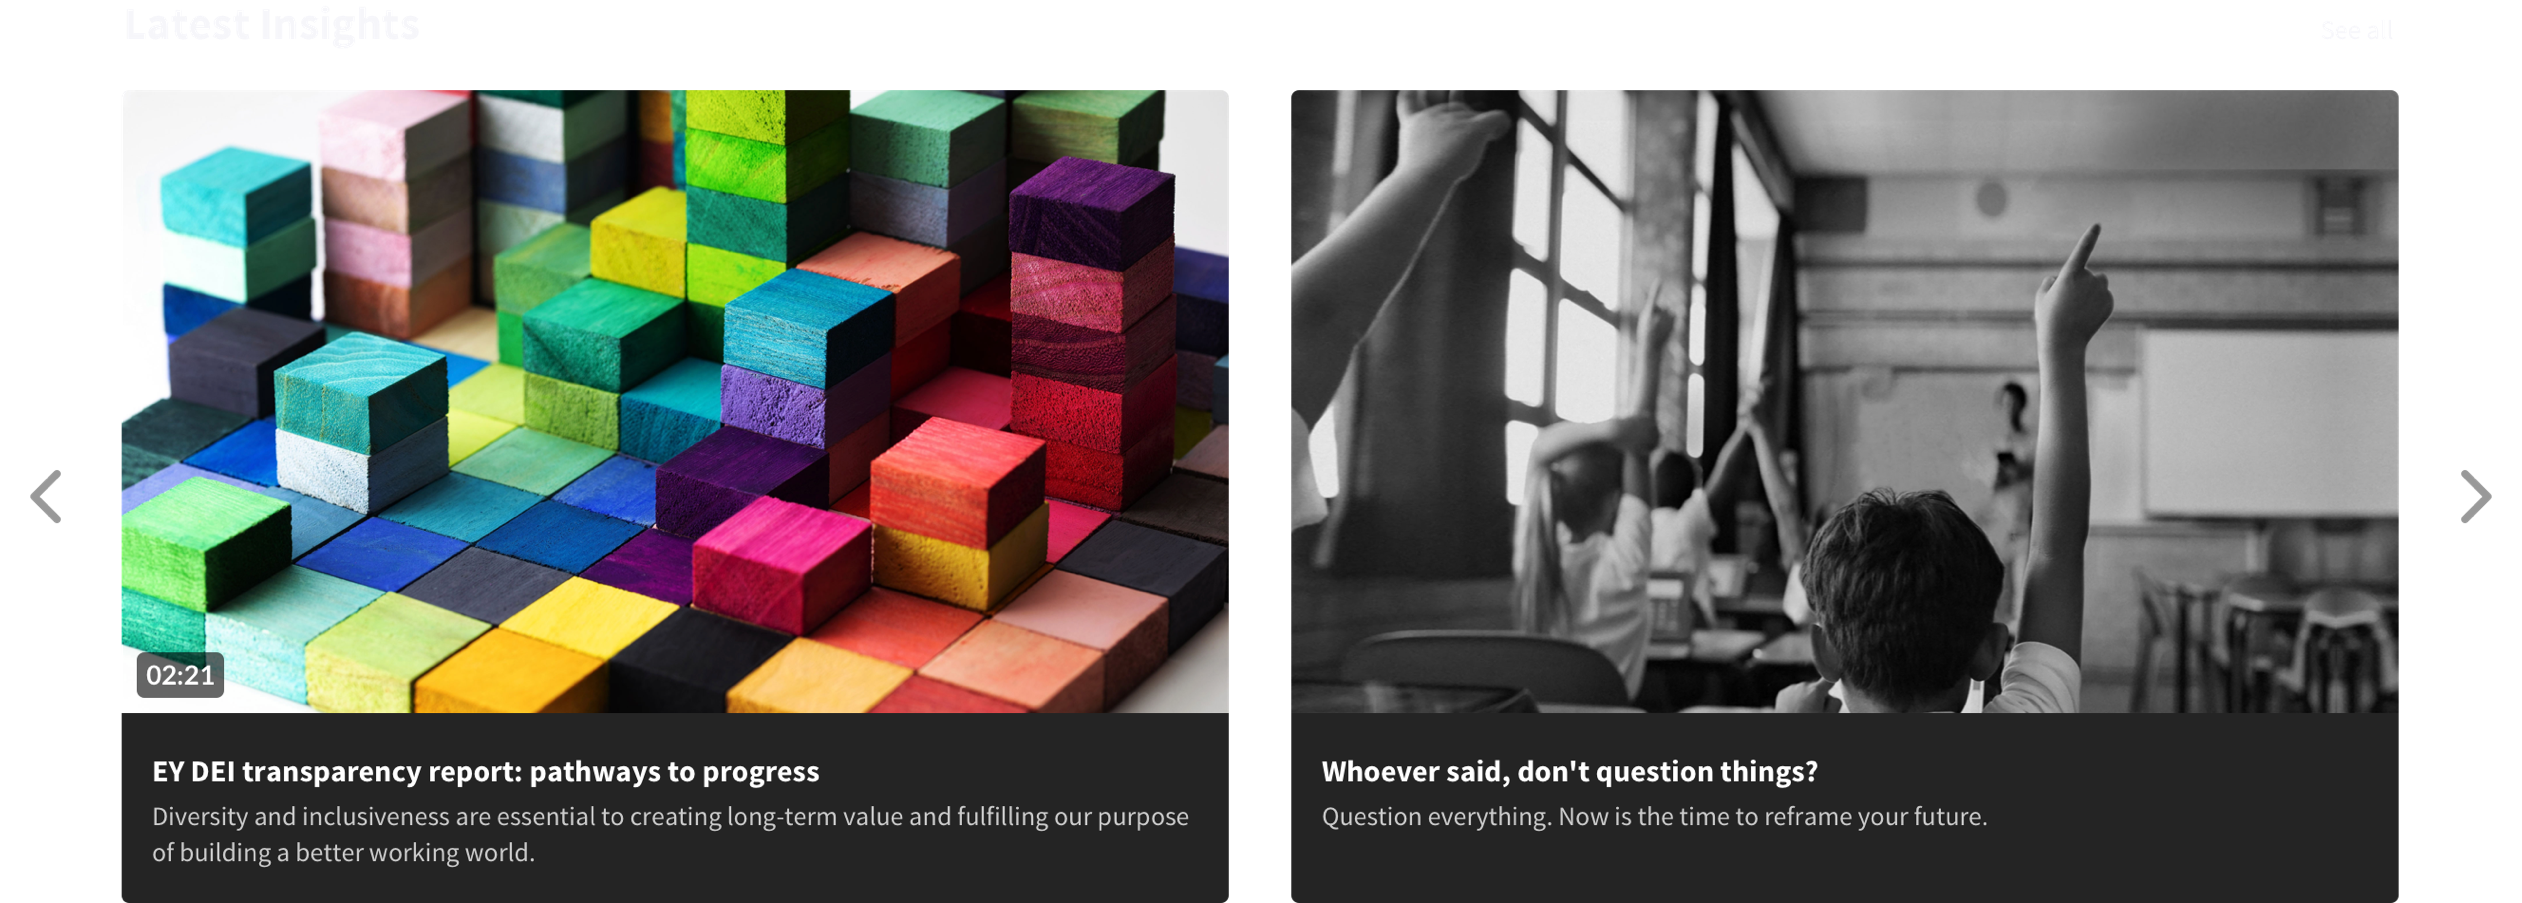 Latest Insights
See all
02:21
EY DEI transparency report: pathways to progress
Diversity and inclusiveness are essential to creating long-term value and fulfilling our purpose
of building a better working world.
Whoever said, don't question things?
Question everything. Now is the time to reframe your future.